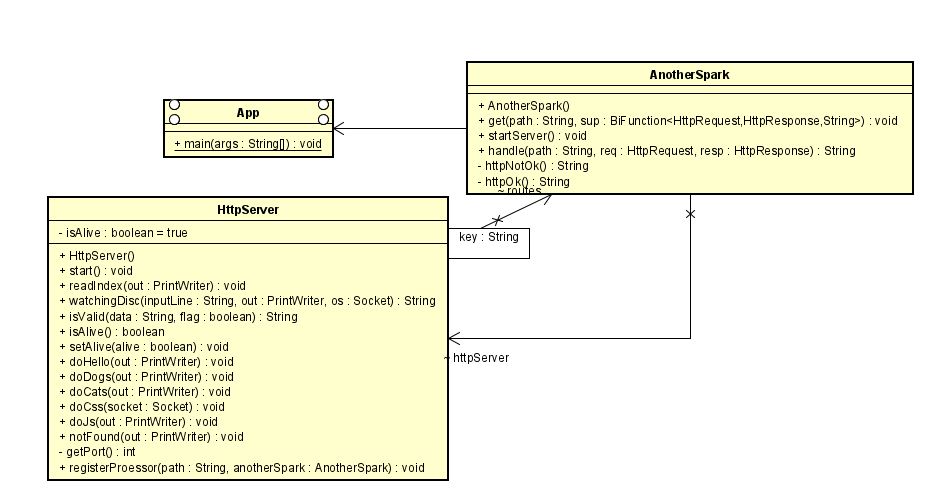 AnotherSpark
+ AnotherSpark()
+ get(path : String, sup : BiFunction<HttpRequest,HttpResponse,String>) : void
+ startServer() : void
+ handle(path : String, req : HttpRequest, resp : HttpResponse) : String
- httpNotOk() : String
- httpOk() : String
App
+ main(args : String[]) : void
~ routes
key : String
~ httpServer
HttpServer
- isAlive : boolean = true
+ HttpServer()
+ start() : void
+ readIndex(out : PrintWriter) : void
+ watchingDisc(inputLine : String, out : PrintWriter, os : Socket) : String
+ isValid(data : String, flag : boolean) : String
+ isAlive() : boolean
+ setAlive(alive : boolean) : void
+ doHello(out : PrintWriter) : void
+ doDogs(out : PrintWriter) : void
+ doCats(out : PrintWriter) : void
+ doCss(socket : Socket) : void
+ doJs(out : PrintWriter) : void
+ notFound(out : PrintWriter) : void
- getPort() : int
+ registerProessor(path : String, anotherSpark : AnotherSpark) : void